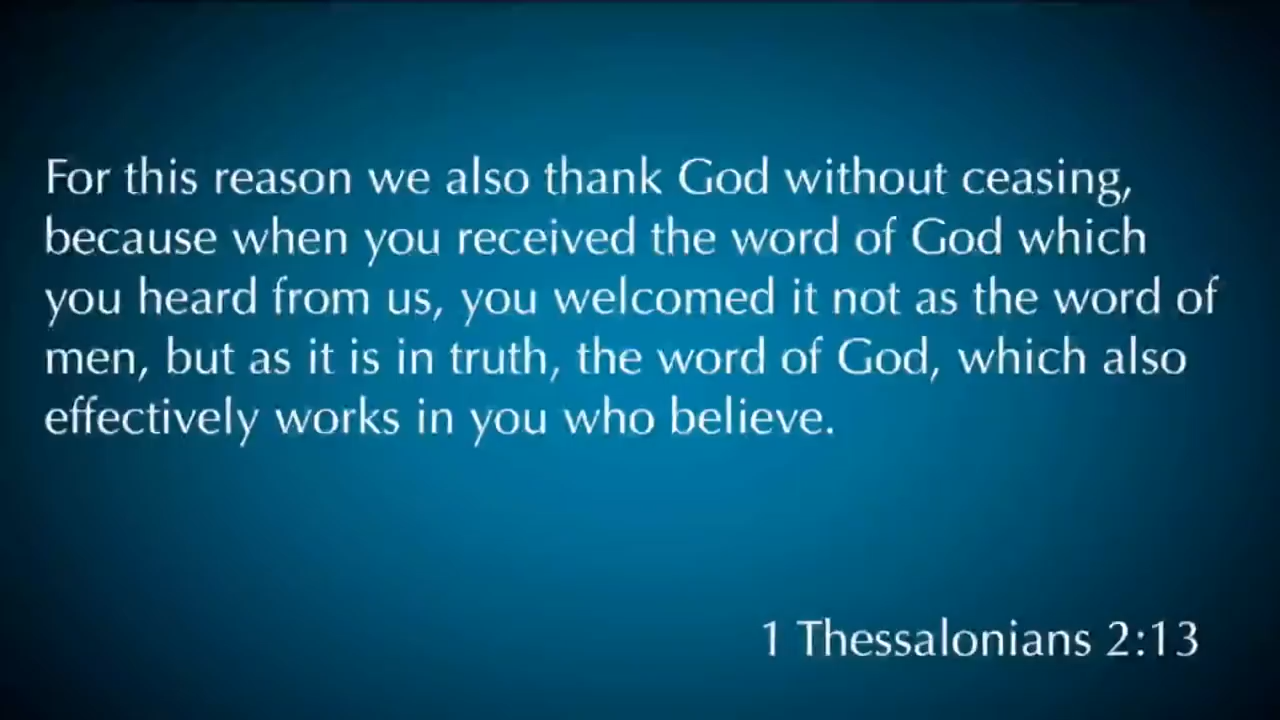 For this reason we also thank God without ceasing,
because when you received the word of God which
you heard from us, you welcomed it not as the word of
men, but as it is in truth, the word of God, which also
effectively works in you who believe.
1 Thessalonians 2:13